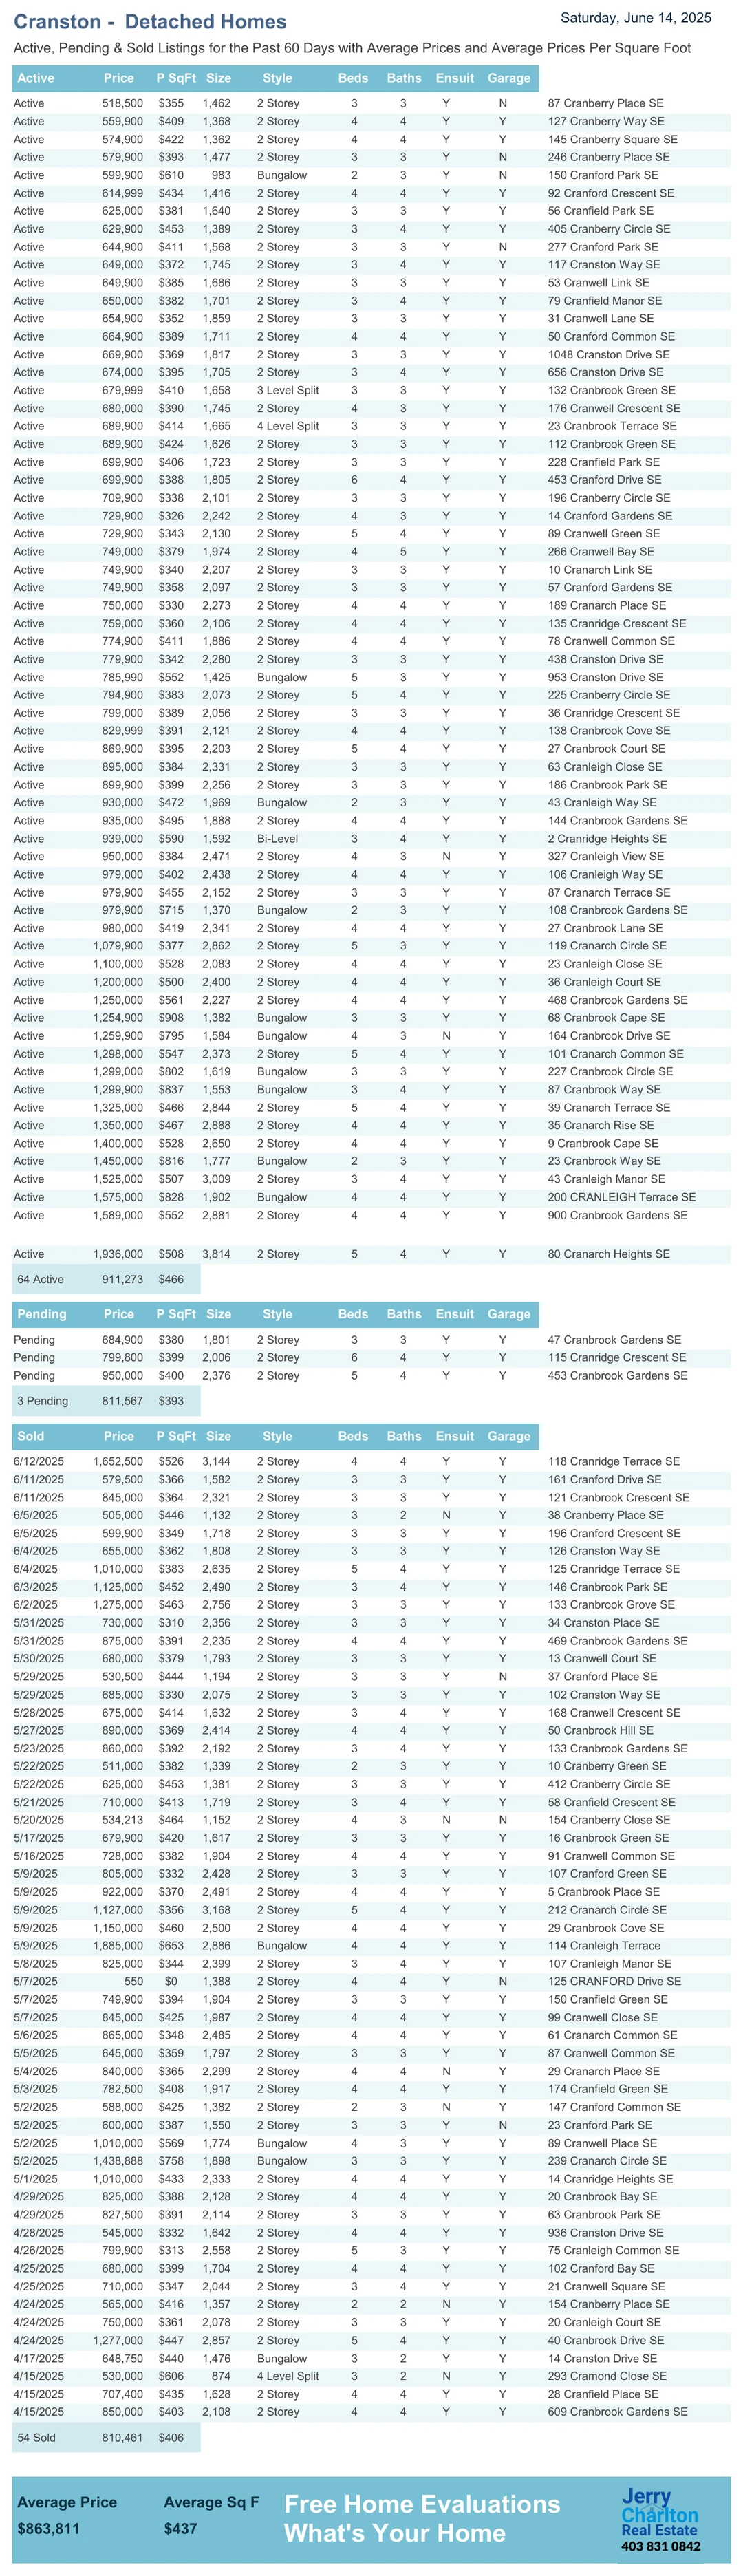 Cranston - Detached Homes Saturday, June 14, 2025
Active, Pending & Sold Listings for the Past 60 Days with Average Prices and Average Prices Per Square Foot
Active Price P SqFt Size Style Beds Baths Ensuit Garage
Active 518,500 $355 1,462 2 Storey 3 3 Y N 87 Cranberry Place SE
Active 559,900 $409 1,368 2 Storey 4 4 Y Y 127 Cranberry Way SE
Active 574,900 $422 1,362 2 Storey 4 4 Y Y 145 Cranberry Square SE
Active 579,900 $393 1,477 2 Storey 3 3 Y N 246 Cranberry Place SE
Active 599,900 $610 983 Bungalow 2 3 Y N 150 Cranford Park SE
Active 614,999 $434 1,416 2 Storey 4 4 Y Y 92 Cranford Crescent SE
Active 625,000 $381 1,640 2 Storey 3 3 Y Y 56 Cranfield Park SE
Active 629,900 $453 1,389 2 Storey 3 4 Y Y 405 Cranberry Circle SE
Active 644,900 $411 1,568 2 Storey 3 3 Y N 277 Cranford Park SE
Active 649,000 $372 1,745 2 Storey 3 4 Y Y 117 Cranston Way SE
Active 649,900 $385 1,686 2 Storey 3 3 Y Y 53 Cranwell Link SE
Active 650,000 $382 1,701 2 Storey 3 4 Y Y 79 Cranfield Manor SE
Active 654,900 $352 1,859 2 Storey 3 3 Y Y 31 Cranwell Lane SE
Active 664,900 $389 1,711 2 Storey 4 4 Y Y 50 Cranford Common SE
Active 669,900 $369 1,817 2 Storey 3 3 Y Y 1048 Cranston Drive SE
Active 674,000 $395 1,705 2 Storey 3 4 Y Y 656 Cranston Drive SE
Active 679,999 $410 1,658 3 Level Split 3 3 Y Y 132 Cranbrook Green SE
Active 680,000 $390 1,745 2 Storey 4 3 Y Y 176 Cranwell Crescent SE
Active 689,900 $414 1,665 4 Level Split 3 3 Y Y 23 Cranbrook Terrace SE
Active 689,900 $424 1,626 2 Storey 3 3 Y Y 112 Cranbrook Green SE
Active 699,900 $406 1,723 2 Storey 3 3 Y Y 228 Cranfield Park SE
Active 699,900 $388 1,805 2 Storey 6 4 Y Y 453 Cranford Drive SE
Active 709,900 $338 2,101 2 Storey 3 3 Y Y 196 Cranberry Circle SE
Active 729,900 $326 2,242 2 Storey 4 3 Y Y 14 Cranford Gardens SE
Active 729,900 $343 2,130 2 Storey 5 4 Y Y 89 Cranwell Green SE
Active 749,000 $379 1,974 2 Storey 4 5 Y Y 266 Cranwell Bay SE
Active 749,900 $340 2,207 2 Storey 3 3 Y Y 10 Cranarch Link SE
Active 749,900 $358 2,097 2 Storey 3 3 Y Y 57 Cranford Gardens SE
Active 750,000 $330 2,273 2 Storey 4 4 Y Y 189 Cranarch Place SE
Active 759,000 $360 2,106 2 Storey 4 4 Y Y 135 Cranridge Crescent SE
Active 774,900 $411 1,886 2 Storey 4 4 Y Y 78 Cranwell Common SE
Active 779,900 $342 2,280 2 Storey 3 3 Y Y 438 Cranston Drive SE
Active 785,990 $552 1,425 Bungalow 5 3 Y Y 953 Cranston Drive SE
Active 794,900 $383 2,073 2 Storey 5 4 Y Y 225 Cranberry Circle SE
Active 799,000 $389 2,056 2 Storey 3 3 Y Y 36 Cranridge Crescent SE
Active 829,999 $391 2,121 2 Storey 4 4 Y Y 138 Cranbrook Cove SE
Active 869,900 $395 2,203 2 Storey 5 4 Y Y 27 Cranbrook Court SE
Active 895,000 $384 2,331 2 Storey 3 3 Y Y 63 Cranleigh Close SE
Active 899,900 $399 2,256 2 Storey 3 3 Y Y 186 Cranbrook Park SE
Active 930,000 $472 1,969 Bungalow 2 3 Y Y 43 Cranleigh Way SE
Active 935,000 $495 1,888 2 Storey 4 4 Y Y 144 Cranbrook Gardens SE
Active 939,000 $590 1,592 Bi-Level 3 4 Y Y 2 Cranridge Heights SE
Active 950,000 $384 2,471 2 Storey 4 3 N Y 327 Cranleigh View SE
Active 979,000 $402 2,438 2 Storey 4 4 Y Y 106 Cranleigh Way SE
Active 979,900 $455 2,152 2 Storey 3 3 Y Y 87 Cranarch Terrace SE
Active 979,900 $715 1,370 Bungalow 2 3 Y Y 108 Cranbrook Gardens SE
Active 980,000 $419 2,341 2 Storey 4 4 Y Y 27 Cranbrook Lane SE
Active 1,079,900 $377 2,862 2 Storey 5 3 Y Y 119 Cranarch Circle SE
Active 1,100,000 $528 2,083 2 Storey 4 4 Y Y 23 Cranleigh Close SE
Active 1,200,000 $500 2,400 2 Storey 4 4 Y Y 36 Cranleigh Court SE
Active 1,250,000 $561 2,227 2 Storey 4 4 Y Y 468 Cranbrook Gardens SE
Active 1,254,900 $908 1,382 Bungalow 3 3 Y Y 68 Cranbrook Cape SE
Active 1,259,900 $795 1,584 Bungalow 4 3 N Y 164 Cranbrook Drive SE
Active 1,298,000 $547 2,373 2 Storey 5 4 Y Y 101 Cranarch Common SE
Active 1,299,000 $802 1,619 Bungalow 3 3 Y Y 227 Cranbrook Circle SE
Active 1,299,900 $837 1,553 Bungalow 3 4 Y Y 87 Cranbrook Way SE
Active 1,325,000 $466 2,844 2 Storey 5 4 Y Y 39 Cranarch Terrace SE
Active 1,350,000 $467 2,888 2 Storey 4 4 Y Y 35 Cranarch Rise SE
Active 1,400,000 $528 2,650 2 Storey 4 4 Y Y 9 Cranbrook Cape SE
Active 1,450,000 $816 1,777 Bungalow 2 3 Y Y 23 Cranbrook Way SE
Active 1,525,000 $507 3,009 2 Storey 3 4 Y Y 43 Cranleigh Manor SE
Active 1,575,000 $828 1,902 Bungalow 4 4 Y Y 200 CRANLEIGH Terrace SE
Active 1,589,000 $552 2,881 2 Storey 4 4 Y Y 900 Cranbrook Gardens SE
Active 1,936,000 $508 3,814 2 Storey 5 4 Y Y 80 Cranarch Heights SE
64 Active 911,273 $466
Pending Price P SqFt Size Style Beds Baths Ensuit Garage
Pending 684,900 $380 1,801 2 Storey 3 3 Y Y 47 Cranbrook Gardens SE
Pending 799,800 $399 2,006 2 Storey 6 4 Y Y 115 Cranridge Crescent SE
Pending 950,000 $400 2,376 2 Storey 5 4 Y Y 453 Cranbrook Gardens SE
3 Pending 811,567 $393
Sold Price P SqFt Size Style Beds Baths Ensuit Garage
6/12/2025 1,652,500 $526 3,144 2 Storey 4 4 Y Y 118 Cranridge Terrace SE
6/11/2025 579,500 $366 1,582 2 Storey 3 3 Y Y 161 Cranford Drive SE
6/11/2025 845,000 $364 2,321 2 Storey 3 3 Y Y 121 Cranbrook Crescent SE
6/5/2025 505,000 $446 1,132 2 Storey 3 2 N Y 38 Cranberry Place SE
6/5/2025 599,900 $349 1,718 2 Storey 3 3 Y Y 196 Cranford Crescent SE
6/4/2025 655,000 $362 1,808 2 Storey 3 3 Y Y 126 Cranston Way SE
6/4/2025 1,010,000 $383 2,635 2 Storey 5 4 Y Y 125 Cranridge Terrace SE
6/3/2025 1,125,000 $452 2,490 2 Storey 3 4 Y Y 146 Cranbrook Park SE
6/2/2025 1,275,000 $463 2,756 2 Storey 3 3 Y Y 133 Cranbrook Grove SE
5/31/2025 730,000 $310 2,356 2 Storey 3 3 Y Y 34 Cranston Place SE
5/31/2025 875,000 $391 2,235 2 Storey 4 4 Y Y 469 Cranbrook Gardens SE
5/30/2025 680,000 $379 1,793 2 Storey 3 3 Y Y 13 Cranwell Court SE
5/29/2025 530,500 $444 1,194 2 Storey 3 3 Y N 37 Cranford Place SE
5/29/2025 685,000 $330 2,075 2 Storey 3 3 Y Y 102 Cranston Way SE
5/28/2025 675,000 $414 1,632 2 Storey 3 4 Y Y 168 Cranwell Crescent SE
5/27/2025 890,000 $369 2,414 2 Storey 4 4 Y Y 50 Cranbrook Hill SE
5/23/2025 860,000 $392 2,192 2 Storey 3 4 Y Y 133 Cranbrook Gardens SE
5/22/2025 511,000 $382 1,339 2 Storey 2 3 Y Y 10 Cranberry Green SE
5/22/2025 625,000 $453 1,381 2 Storey 3 3 Y Y 412 Cranberry Circle SE
5/21/2025 710,000 $413 1,719 2 Storey 3 4 Y Y 58 Cranfield Crescent SE
5/20/2025 534,213 $464 1,152 2 Storey 4 3 N N 154 Cranberry Close SE
5/17/2025 679,900 $420 1,617 2 Storey 3 3 Y Y 16 Cranbrook Green SE
5/16/2025 728,000 $382 1,904 2 Storey 4 4 Y Y 91 Cranwell Common SE
5/9/2025 805,000 $332 2,428 2 Storey 3 3 Y Y 107 Cranford Green SE
5/9/2025 922,000 $370 2,491 2 Storey 4 4 Y Y 5 Cranbrook Place SE
5/9/2025 1,127,000 $356 3,168 2 Storey 5 4 Y Y 212 Cranarch Circle SE
5/9/2025 1,150,000 $460 2,500 2 Storey 4 4 Y Y 29 Cranbrook Cove SE
5/9/2025 1,885,000 $653 2,886 Bungalow 4 4 Y Y 114 Cranleigh Terrace
5/8/2025 825,000 $344 2,399 2 Storey 3 4 Y Y 107 Cranleigh Manor SE
5/7/2025 550 $0 1,388 2 Storey 4 4 Y N 125 CRANFORD Drive SE
5/7/2025 749,900 $394 1,904 2 Storey 3 3 Y Y 150 Cranfield Green SE
5/7/2025 845,000 $425 1,987 2 Storey 4 4 Y Y 99 Cranwell Close SE
5/6/2025 865,000 $348 2,485 2 Storey 4 4 Y Y 61 Cranarch Common SE
5/5/2025 645,000 $359 1,797 2 Storey 3 3 Y Y 87 Cranwell Common SE
5/4/2025 840,000 $365 2,299 2 Storey 4 4 N Y 29 Cranarch Place SE
5/3/2025 782,500 $408 1,917 2 Storey 4 4 Y Y 174 Cranfield Green SE
5/2/2025 588,000 $425 1,382 2 Storey 2 3 N Y 147 Cranford Common SE
5/2/2025 600,000 $387 1,550 2 Storey 3 3 Y N 23 Cranford Park SE
5/2/2025 1,010,000 $569 1,774 Bungalow 4 3 Y Y 89 Cranwell Place SE
5/2/2025 1,438,888 $758 1,898 Bungalow 3 3 Y Y 239 Cranarch Circle SE
5/1/2025 1,010,000 $433 2,333 2 Storey 4 4 Y Y 14 Cranridge Heights SE
4/29/2025 825,000 $388 2,128 2 Storey 4 4 Y Y 20 Cranbrook Bay SE
4/29/2025 827,500 $391 2,114 2 Storey 3 3 Y Y 63 Cranbrook Park SE
4/28/2025 545,000 $332 1,642 2 Storey 4 4 Y Y 936 Cranston Drive SE
4/26/2025 799,900 $313 2,558 2 Storey 5 3 Y Y 75 Cranleigh Common SE
4/25/2025 680,000 $399 1,704 2 Storey 4 4 Y Y 102 Cranford Bay SE
4/25/2025 710,000 $347 2,044 2 Storey 3 4 Y Y 21 Cranwell Square SE
4/24/2025 565,000 $416 1,357 2 Storey 2 2 N Y 154 Cranberry Place SE
4/24/2025 750,000 $361 2,078 2 Storey 3 3 Y Y 20 Cranleigh Court SE
4/24/2025 1,277,000 $447 2,857 2 Storey 5 4 Y Y 40 Cranbrook Drive SE
4/17/2025 648,750 $440 1,476 Bungalow 3 2 Y Y 14 Cranston Drive SE
4/15/2025 530,000 $606 874 4 Level Split 3 2 N Y 293 Cramond Close SE
4/15/2025 707,400 $435 1,628 2 Storey 4 4 Y Y 28 Cranfield Place SE
4/15/2025 850,000 $403 2,108 2 Storey 4 4 Y Y 609 Cranbrook Gardens SE
54 Sold 810,461 $406
Average Price Average Sq F
$863,811 $437
Free Home Evaluations
What's Your Home
Jerry
Charlton
Real Estate
403 831 0842